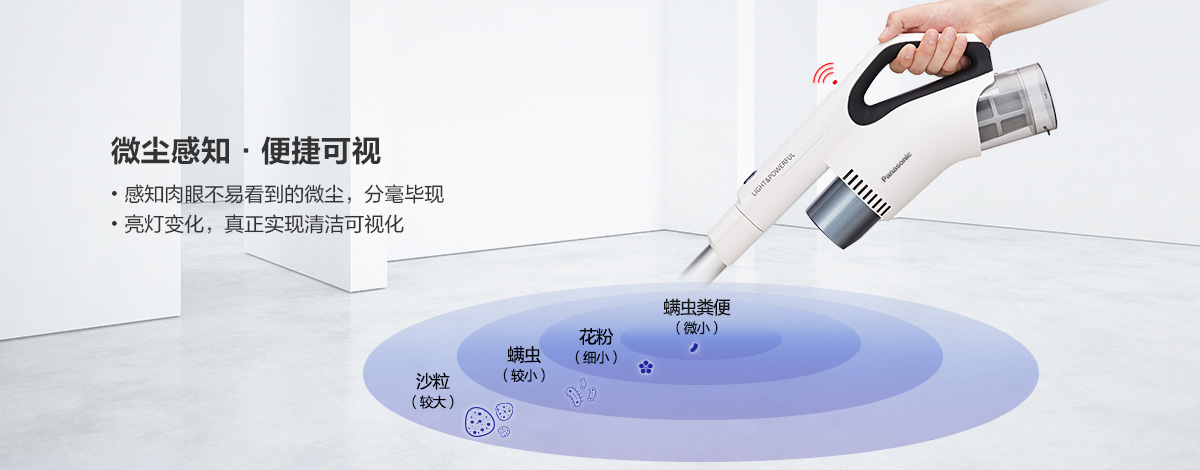 微尘感知 · 便捷可视
• 感知肉眼不易看到的微尘，分毫毕现
• 亮灯变化，真正实现清洁可视化
LIGHT&POWERFUL
Panasonic
螨虫粪便
（微小）
花粉
（细小）
螨虫
（较小）
沙粒
（较大）